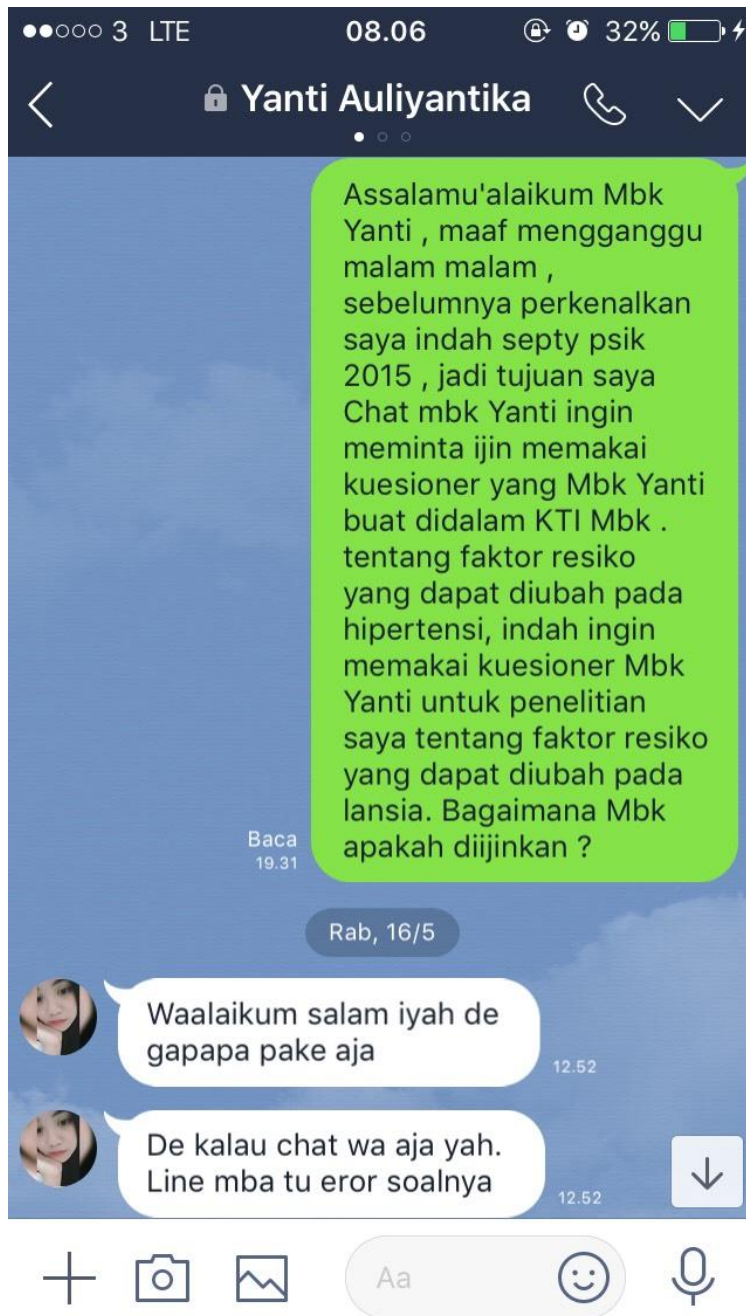 3 LTE 08.06 32%
Yanti Auliyantika
Assalamu'alaikum Mbk
Yanti , maaf mengganggu
malam malam ,
sebelumnya perkenalkan
saya indah septy psik
2015 , jadi tujuan saya
Chat mbk Yanti ingin
meminta ijin memakai
kuesioner yang Mbk Yanti
buat didalam KTI Mbk .
tentang faktor resiko
yang dapat diubah pada
hipertensi, indah ingin
memakai kuesioner Mbk
Yanti untuk penelitian
saya tentang faktor resiko
yang dapat diubah pada
lansia. Bagaimana Mbk
apakah diijinkan ?
Baca
19.31
Rab, 16/5
Waalaikum salam iyah de
gapapa pake aja
12.52
De kalau chat wa aja yah.
Line mba tu eror soalnya
12.52
Aa